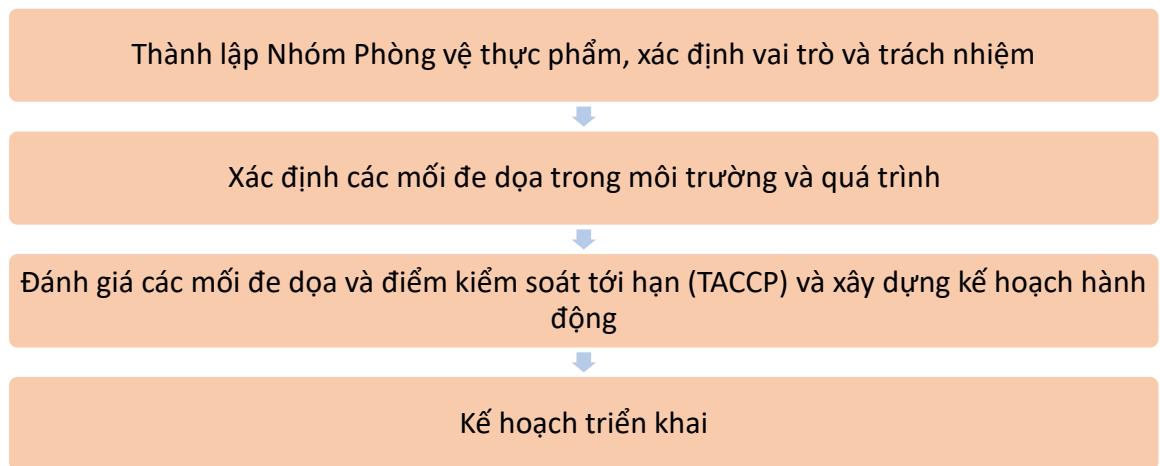 Thành lập Nhóm Phòng vệ thực phẩm, xác định vai trò và trách nhiệm
Xác định các mối đe dọa trong môi trường và quá trình
Đánh giá các mối đe dọa và điểm kiểm soát tới hạn (TACCP) và xây dựng kế hoạch hành
động
Kế hoạch triển khai